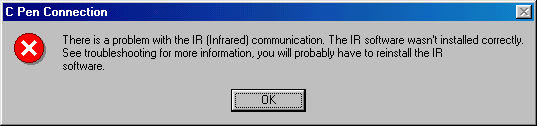 C Pen Connection
There is a problem with the IR (Infrared) communication. The IR software wasn't installed correctly.
See troubleshooting for more information, you will probably have to reinstall the IR
software.
OK